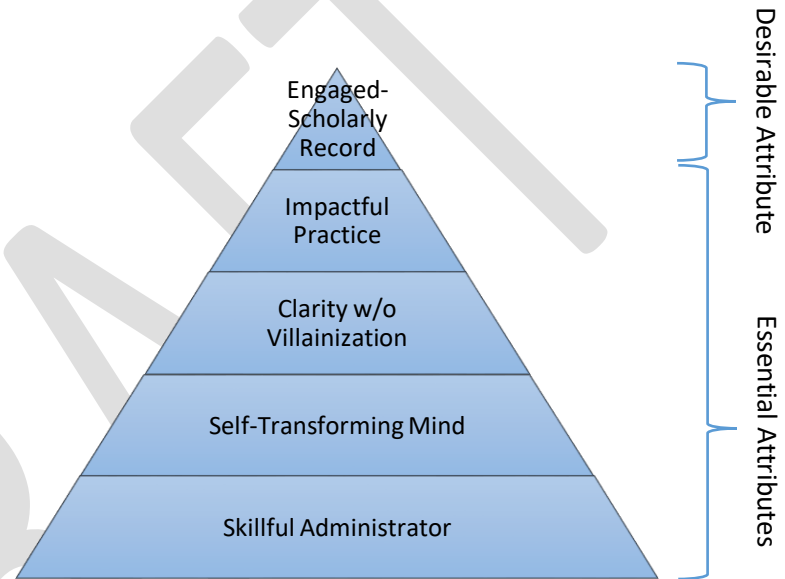 Engaged-
Scholarly
Record
Impactful
Practice
Clarity w/o
Villainization
Self-Transforming Mind
Skillful Administrator
Desirable Attribute
Essential Attributes